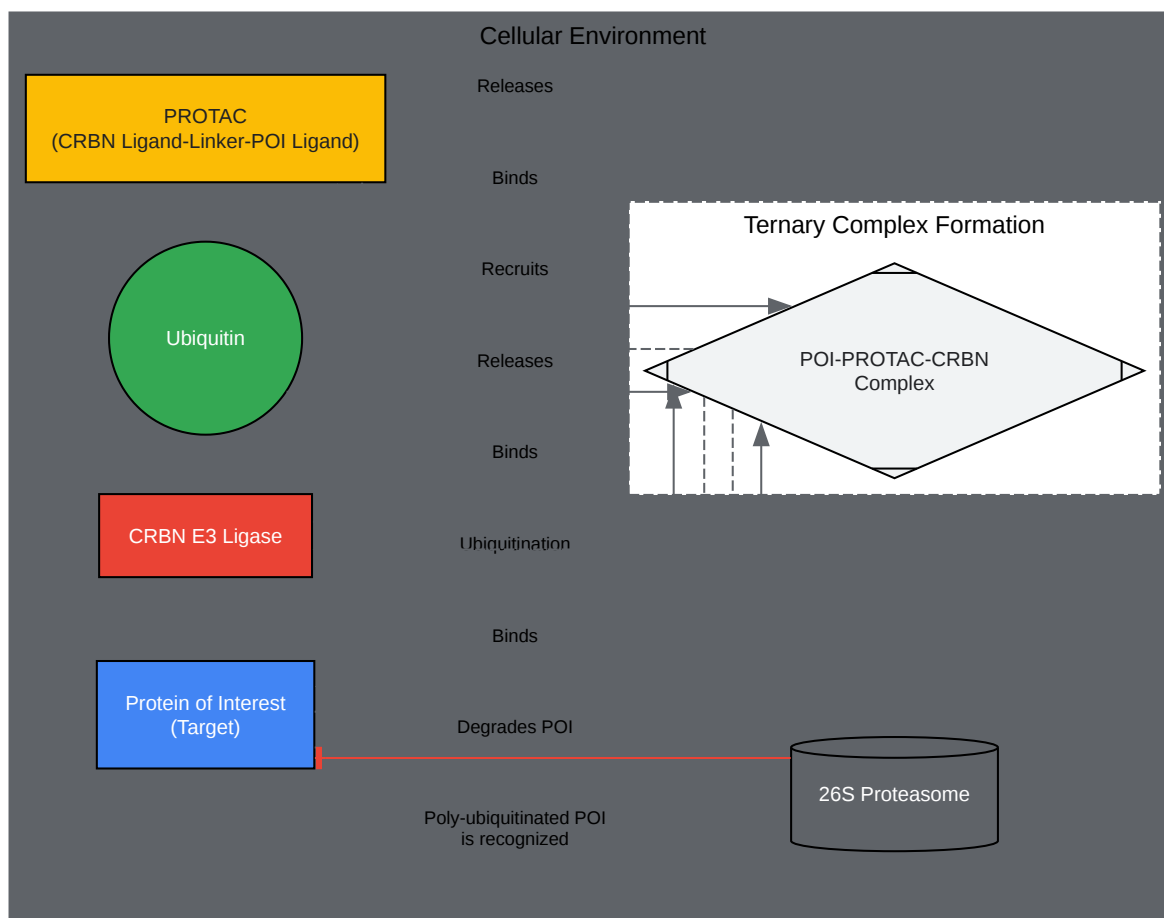 Cellular Environment
Releases
PROTAC
(CRBN Ligand-Linker-POI Ligand)
Binds
Ternary Complex Formation
Recruits
Ubiquitin
Releases
POI-PROTAC-CRBN
Complex
Binds
CRBN E3 Ligase
Ubiquitination
Binds
Protein of Interest
(Target)
Degrades POI
26S Proteasome
Poly-ubiquitinated POI
is recognized